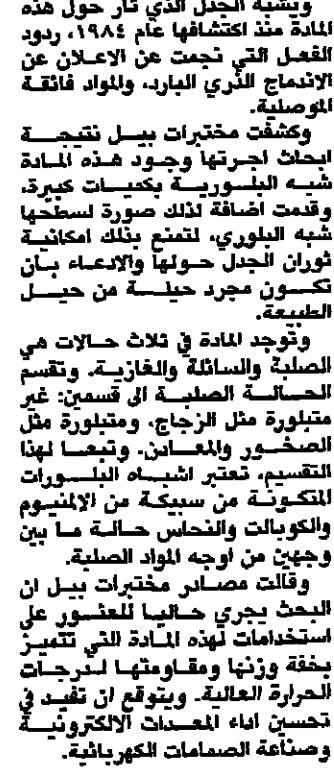 ويشبه الجدل الذي ثار حول هذه
المادة منذ اكتشافها عام ١٩٨٤، ردود
الفعل التي نجمت عن الاعلان عن
الاندماج الذري البارد، والمواد فائقة
الموصلية.
وكشفت مختبرات بيل نتيجة
ابحاث اجرتها وجود هذه المادة
شبه البلورية بكميات كبيرة،
وقدمت اضافة لذلك صورة لسطحها
شبه البلوري، لتمنع بذلك امكانية
ثوران الجدل حولها والادعاء بأن
تكون مجرد حيلة من حيل
الطبيعة.
وتوجد المادة في ثلاث حالات هي
الصلبة والسائلة والغازية. وتقسم
الحالة الصلبة الى قسمين: غير
متبلورة مثل الزجاج، ومتبلورة مثل
الصخور والمعادن. وتبعا لهذا
التقسيم، تعتبر اشباه البلورات
المتكونة من سبيكة من الالمنيوم
والكوبالت والنحاس حالة ما بين
وجهين من اوجه المواد الصلبة.
وقالت مصادر مختبرات بيل ان
البحث يجري حاليا للعثور على
استخدامات لهذه المادة التي تتميز
بخفة وزنها ومقاومتها لدرجات
الحرارة العالية. ويتوقع ان تفيد في
تحسين اداء المعدات الالكترونية
وصناعة الصمامات الكهربائية.